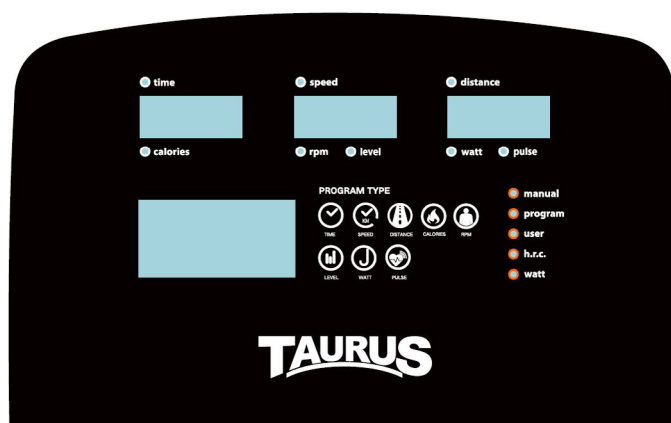 time
speed
distance
calories
rpm level
watt pulse
PROGRAM TYPE
KM
TIME SPEED DISTANCE CALORIES RPM
LEVEL WATT PULSE
manual
program
user
h.r.c.
watt
TAURUS